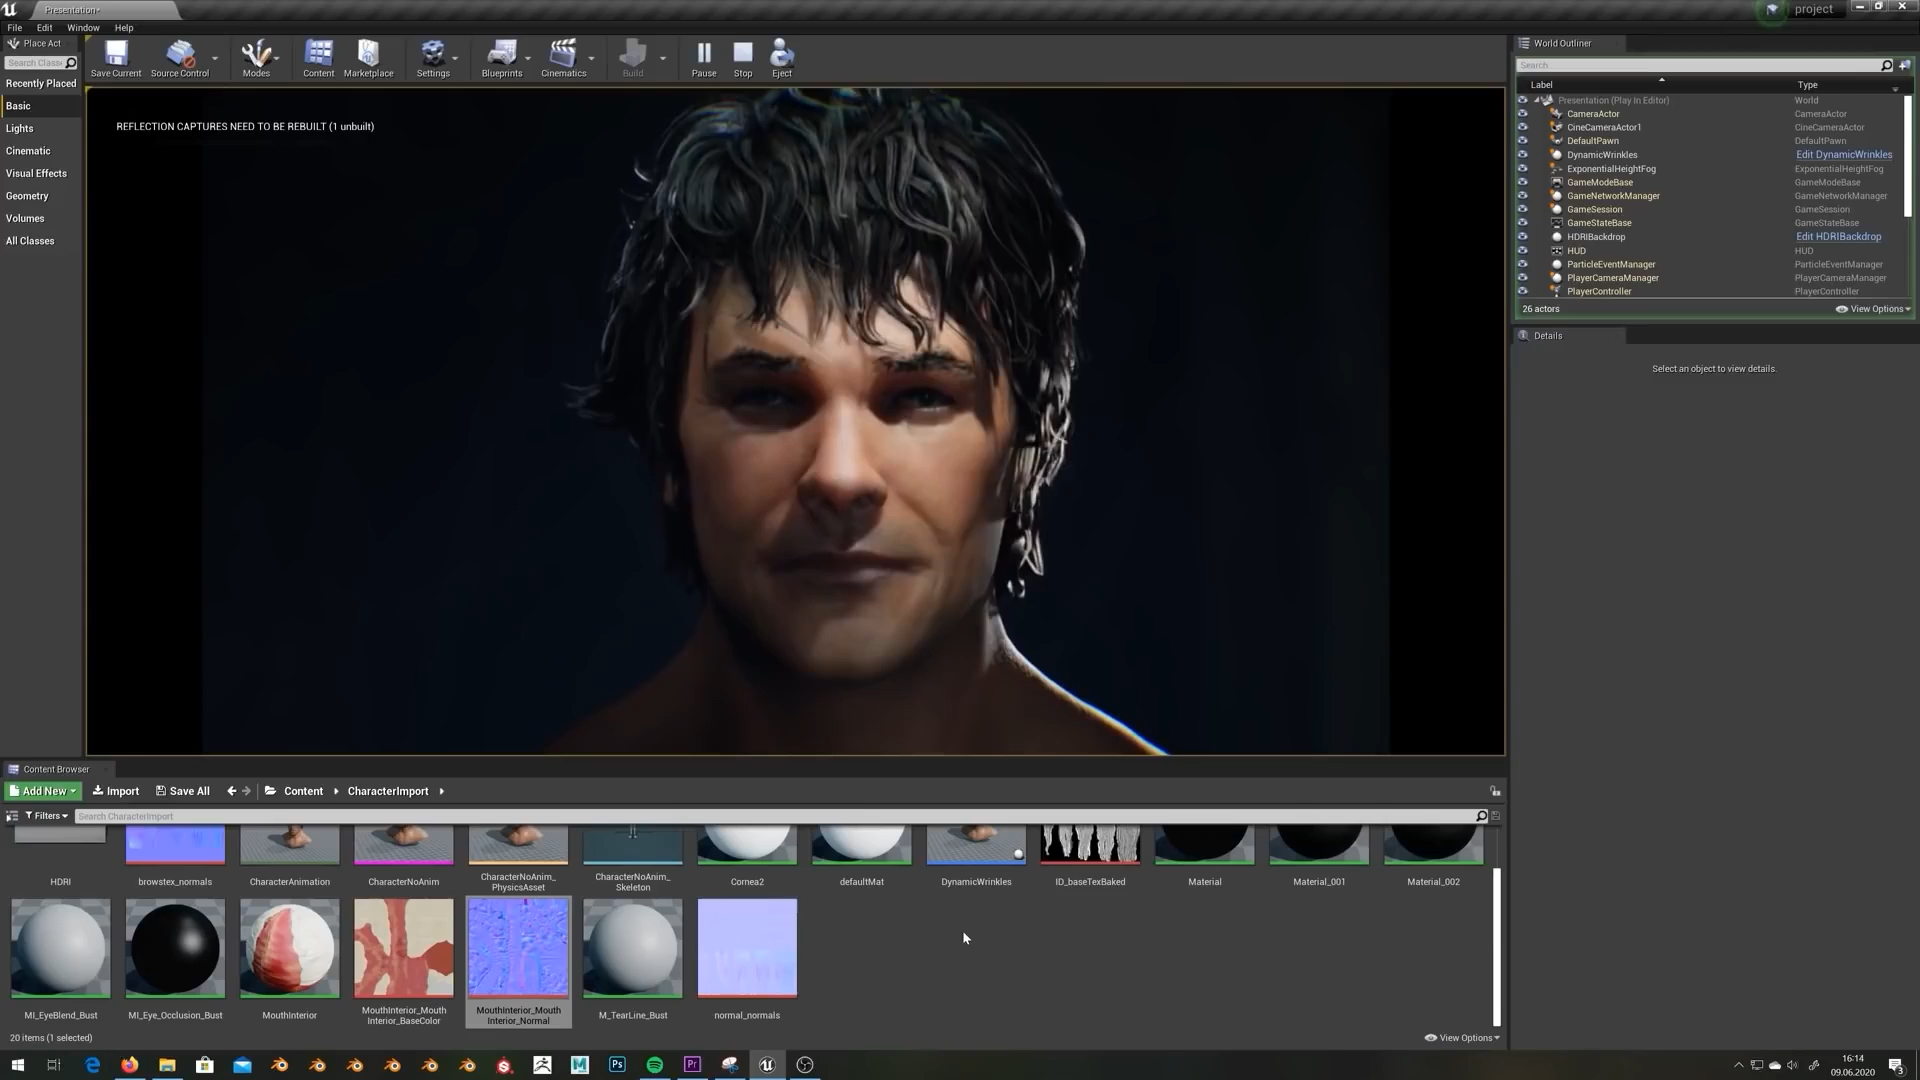 Presentation*
project
File Edit Window Help
Place Act
Search Classe
Recently Placed
Basic
Lights
Cinematic
Visual Effects
Geometry
Volumes
All Classes
Save Current Source Control Modes Content Marketplace Settings Blueprints Cinematics Build Pause Stop Eject
REFLECTION CAPTURES NEED TO BE REBUILT (1 unbuilt)
World Outliner
Search
Label Type
Presentation (Play In Editor) World
CameraActor CameraActor
CineCameraActor1 CineCameraActor
DefaultPawn DefaultPawn
DynamicWrinkles Edit DynamicWrinkles
ExponentialHeightFog ExponentialHeightFog
GameModeBase GameModeBase
GameNetworkManager GameNetworkManager
GameSession GameSession
GameStateBase GameStateBase
HDRIBackdrop Edit HDRIBackdrop
HUD HUD
ParticleEventManager ParticleEventManager
PlayerCameraManager PlayerCameraManager
PlayerController PlayerController
26 actors View Options
Details
Select an object to view details.
Content Browser
Add New Import Save All Content CharacterImport
Filters Search CharacterImport
HDRI browstex_normals CharacterAnimation CharacterNoAnim CharacterNoAnim_ CharacterNoAnim_ Cornea2 defaultMat DynamicWrinkles ID_baseTexBaked Material Material_001 Material_002
PhysicsAsset Skeleton
MI_EyeBlend_Bust MI_Eye_Occlusion_Bust MouthInterior MouthInterior_Mouth MouthInterior_Mouth M_TearLine_Bust normal_normals
Interior_BaseColor Interior_Normal
20 items (1 selected) View Options
Ps Pr
16:14
09.06.2020
3